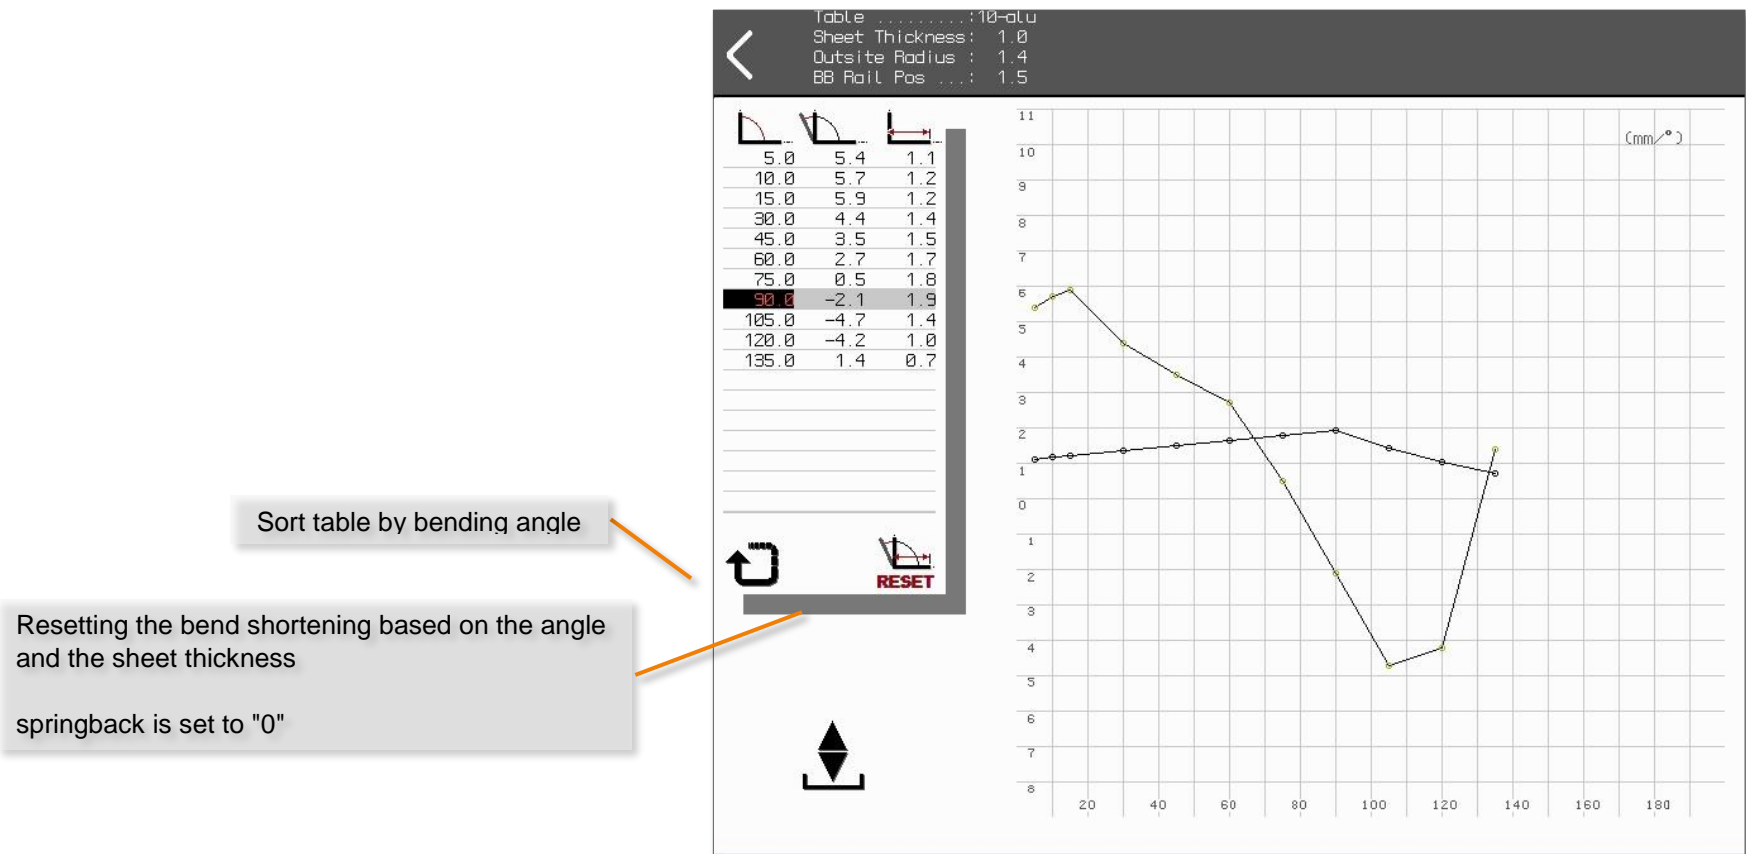 Table .........:10-alu
Sheet Thickness: 1.0
Outsite Radius : 1.4
BB Rail Pos ...: 1.5
5.0 5.4 1.1
10.0 5.7 1.2
15.0 5.9 1.2
30.0 4.4 1.4
45.0 3.5 1.5
60.0 2.7 1.7
75.0 0.5 1.8
90.0 -2.1 1.9
105.0 -4.7 1.4
120.0 -4.2 1.0
135.0 1.4 0.7
RESET
Sort table by bending angle
Resetting the bend shortening based on the angle
and the sheet thickness
springback is set to "0"
(mm/°)
11
10
9
8
7
6
5
4
3
2
1
0
1
2
3
4
5
6
7
8
20 40 60 80 100 120 140 160 180